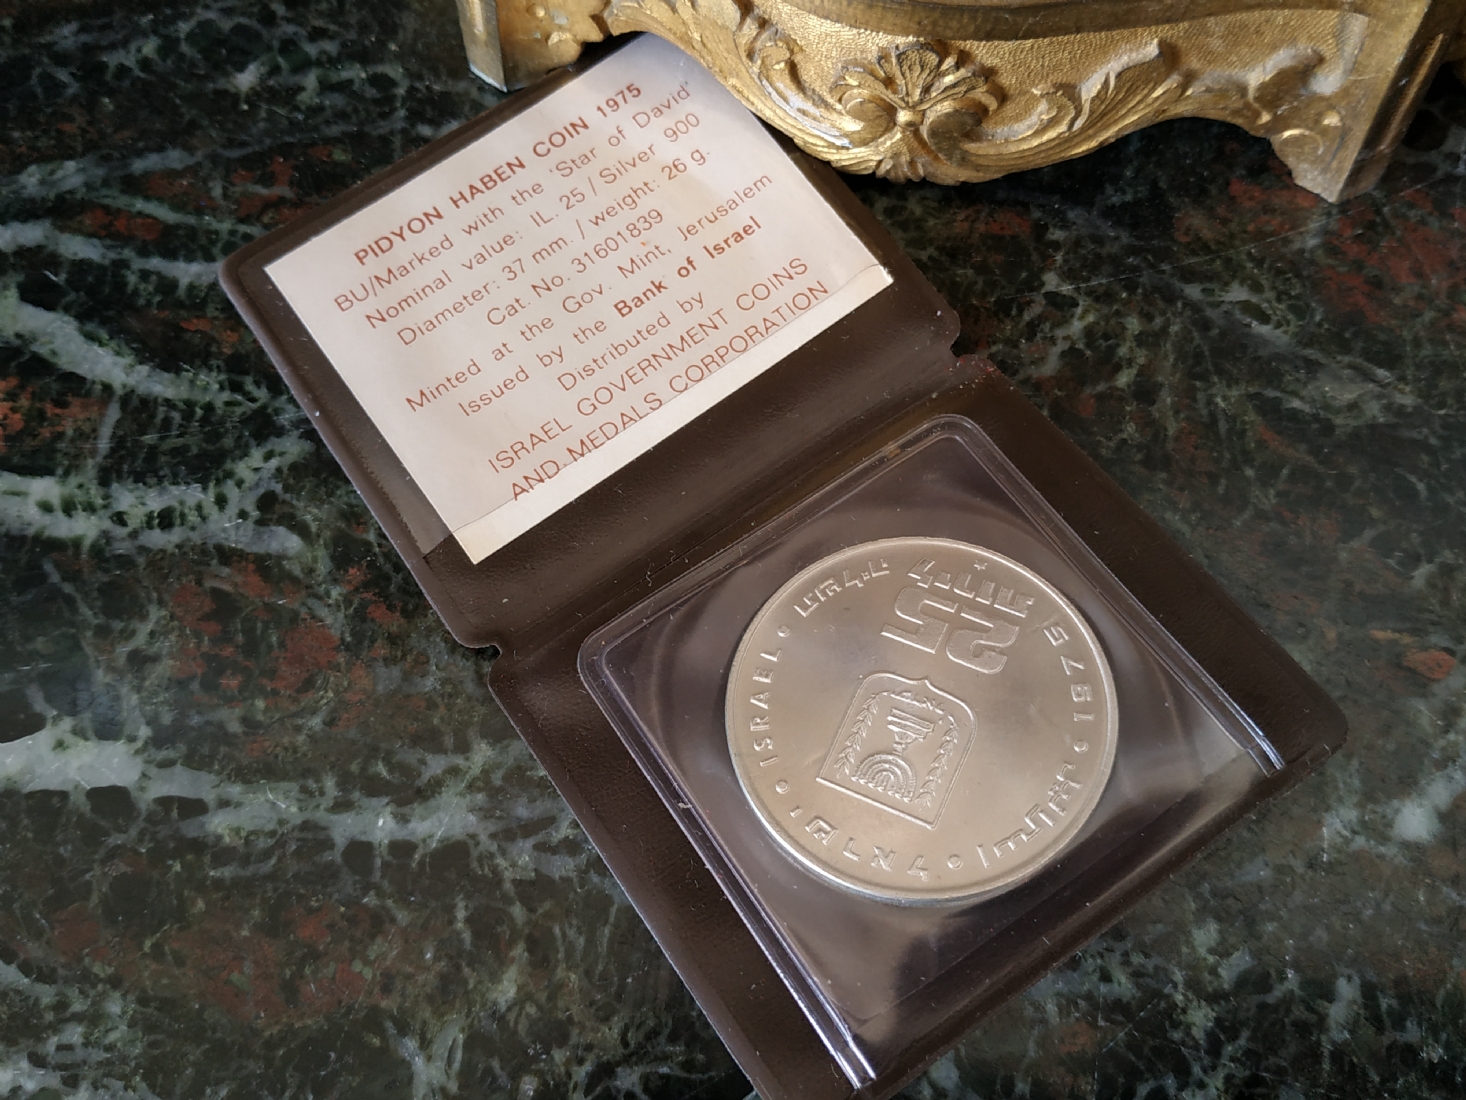 PIDYON HABEN COIN 1975
BU/Marked with the 'Star of David'
Nominal value: IL. 25 / Silver 900
Diameter: 37 mm. / weight: 26 g.
Cat. No. 31601839
Minted at the Gov. Mint, Jerusalem
Issued by the Bank of Israel
Distributed by
ISRAEL GOVERNMENT COINS
AND MEDALS CORPORATION
25
ISRAEL
1975